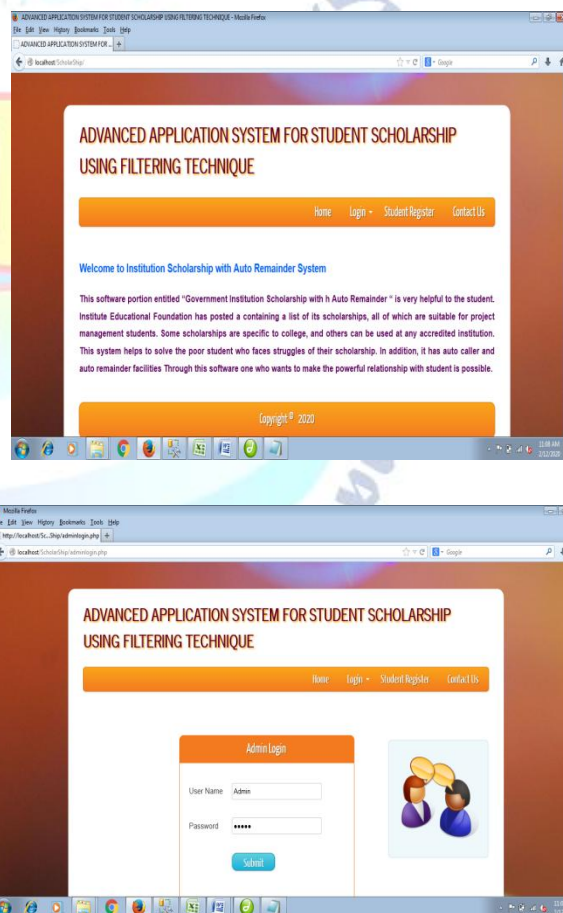 ADVANCED APPLICATION SYSTEM FOR STUDENT SCHOLARSHIP USING FILTERING TECHNIQUE - Mozilla Firefox
File Edit View History Bookmarks Tools Help
ADVANCED APPLICATION SYSTEM FOR ...
localhost/ScholarShip/ Google
ADVANCED APPLICATION SYSTEM FOR STUDENT SCHOLARSHIP
USING FILTERING TECHNIQUE
Home Login Student Register Contact Us
Welcome to Institution Scholarship with Auto Remainder System
This software portion entitled "Government Institution Scholarship with h Auto Remainder " is very helpful to the student.
Institute Educational Foundation has posted a containing a list of its scholarships, all of which are suitable for project
management students. Some scholarships are specific to college, and others can be used at any accredited institution.
This system helps to solve the poor student who faces struggles of their scholarship. In addition, it has auto caller and
auto remainder facilities Through this software one who wants to make the powerful relationship with student is possible.
Copyright © 2020
11:08 AM
2/12/2020
Mozilla Firefox
Edit View History Bookmarks Tools Help
http://localhost/Sc...Ship/adminlogin.php
localhost/ScholarShip/adminlogin.php Google
ADVANCED APPLICATION SYSTEM FOR STUDENT SCHOLARSHIP
USING FILTERING TECHNIQUE
Home Login Student Register Contact Us
Admin Login
User Name Admin
Password •••••
Submit